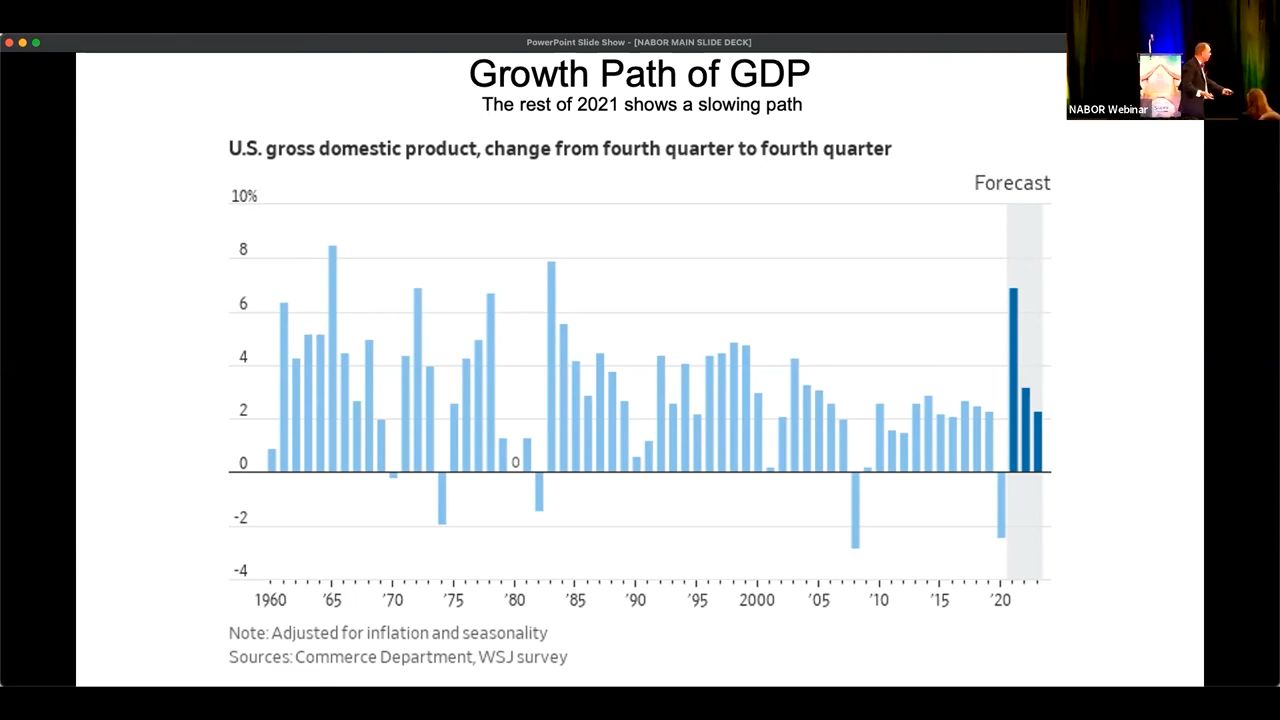 PowerPoint Slide Show - [NABOR MAIN SLIDE DECK]
NABOR Webinar
Growth Path of GDP
The rest of 2021 shows a slowing path
U.S. gross domestic product, change from fourth quarter to fourth quarter
Forecast
10%
8
6
4
2
0
0
-2
-4
1960 ’65 ’70 ’75 ’80 ’85 ’90 ’95 2000 ’05 ’10 ’15 ’20
Note: Adjusted for inflation and seasonality
Sources: Commerce Department, WSJ survey